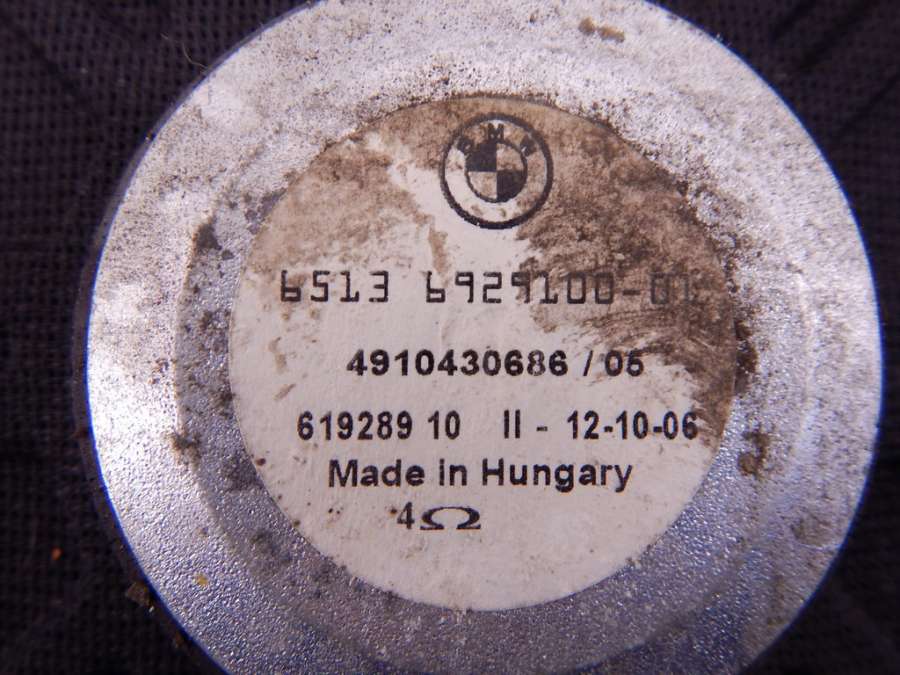 BMW
6513 6929100-01
4910430686 / 05
619289 10 II - 12-10-06
Made in Hungary
4Ω